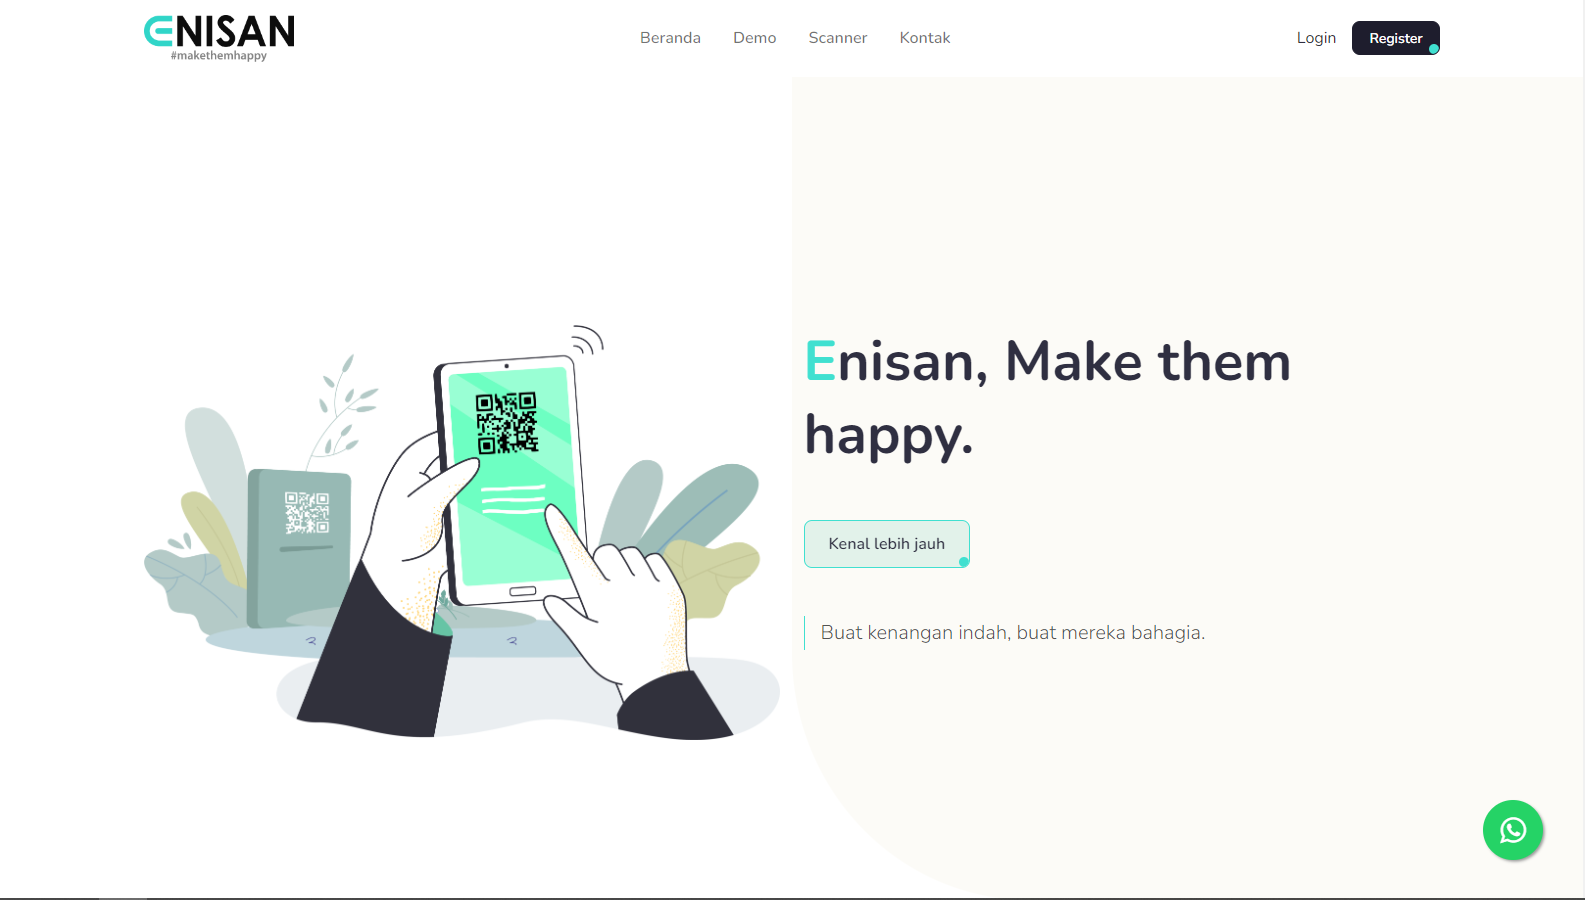 ENISAN
#makethemhappy
Beranda
Demo
Scanner
Kontak
Login
Register
Enisan, Make them
happy.
Kenal lebih jauh
Buat kenangan indah, buat mereka bahagia.